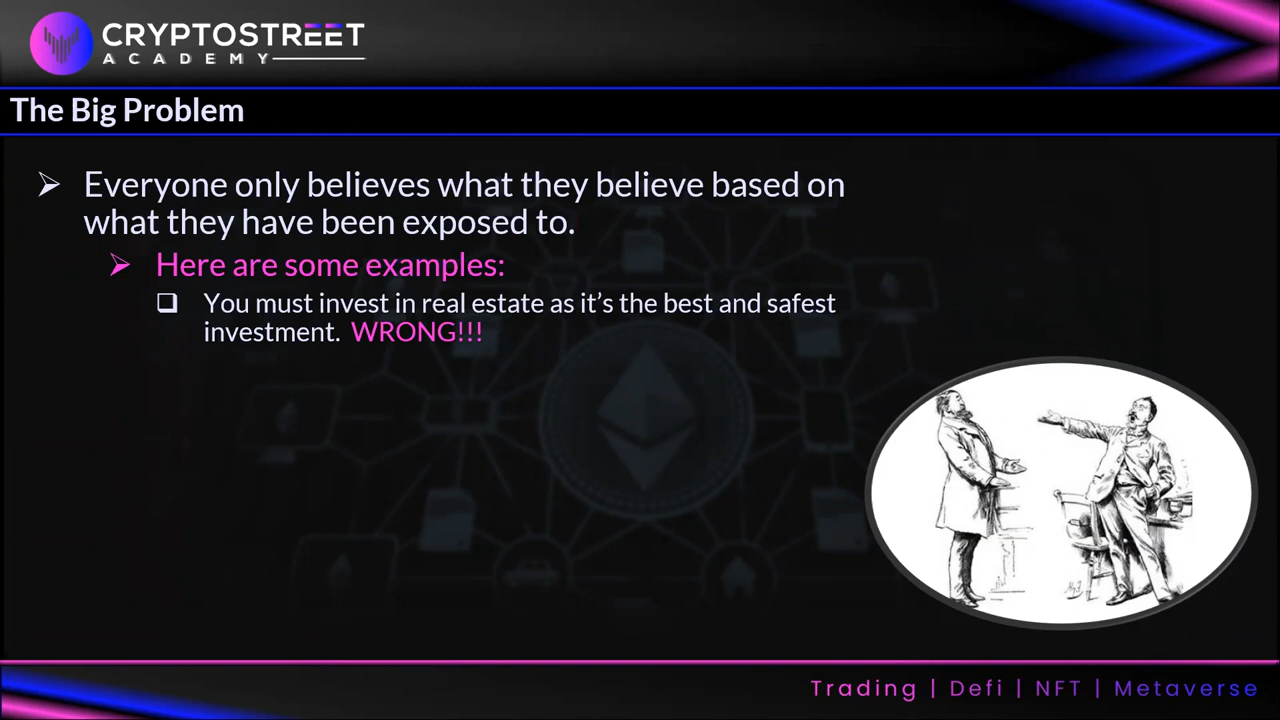 CRYPTOSTREET
ACADEMY
The Big Problem
Everyone only believes what they believe based on
what they have been exposed to.
Here are some examples:
You must invest in real estate as it’s the best and safest
investment. WRONG!!!
Trading | Defi | NFT | Metaverse